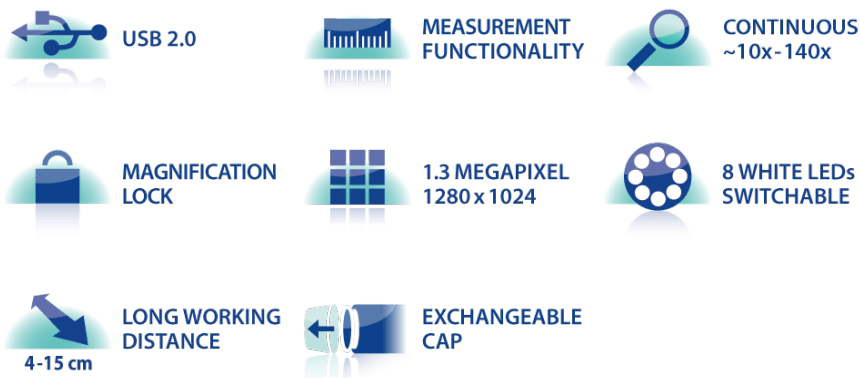 USB 2.0
MEASUREMENT
FUNCTIONALITY
CONTINUOUS
~10x-140x
MAGNIFICATION
LOCK
1.3 MEGAPIXEL
1280 x 1024
8 WHITE LEDs
SWITCHABLE
LONG WORKING
DISTANCE
4-15 cm
EXCHANGEABLE
CAP